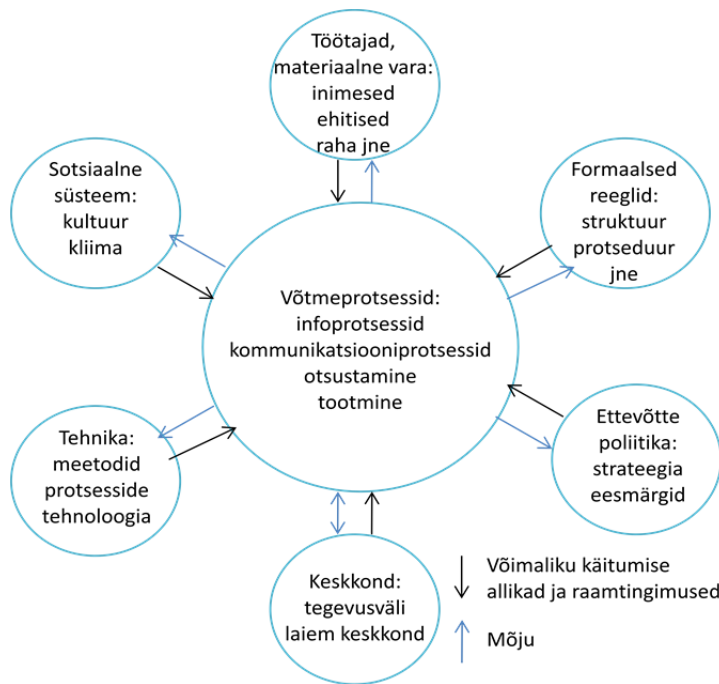 Töötajad,
materiaalne vara:
inimesed
ehitised
raha jne
Sotsiaalne
süsteem:
kultuur
kliima
Formaalsed
reeglid:
struktuur
protseduur
jne
Võtmeprotsessid:
infoprotsessid
kommunikatsiooniprotsessid
otsustamine
tootmine
Tehnika:
meetodid
protsesside
tehnoloogia
Ettevõtte
poliitika:
strateegia
eesmärgid
Keskkond:
tegevusväli
laiem keskkond
Võimaliku käitumise
allikad ja raamtingimused
Mõju